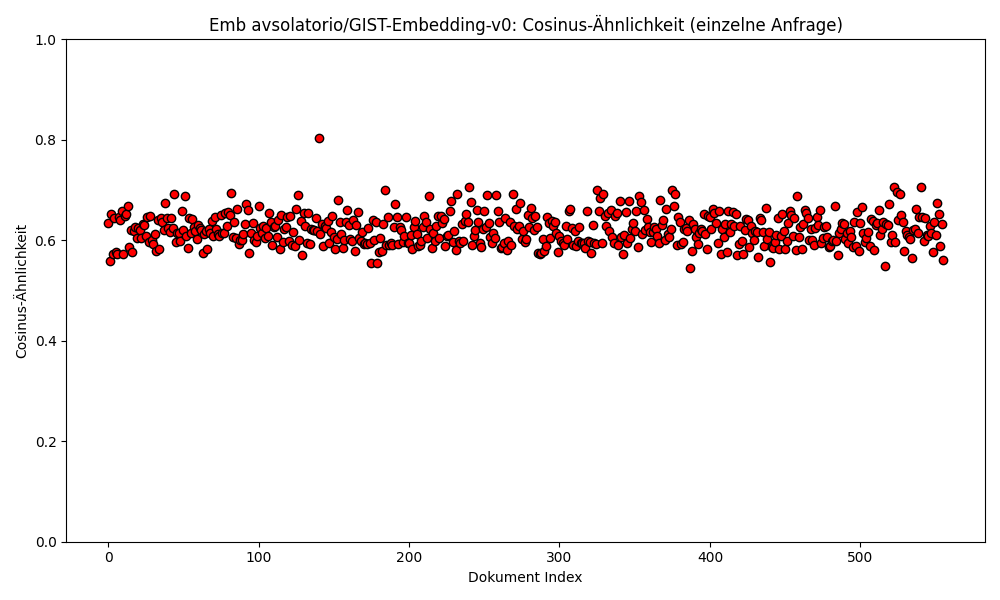 Emb avsolatorio/GIST-Embedding-v0: Cosinus-Ähnlichkeit (einzelne Anfrage)
1.0
0.8
0.6
0.4
0.2
0.0
Cosinus-Ähnlichkeit
0 100 200 300 400 500
Dokument Index